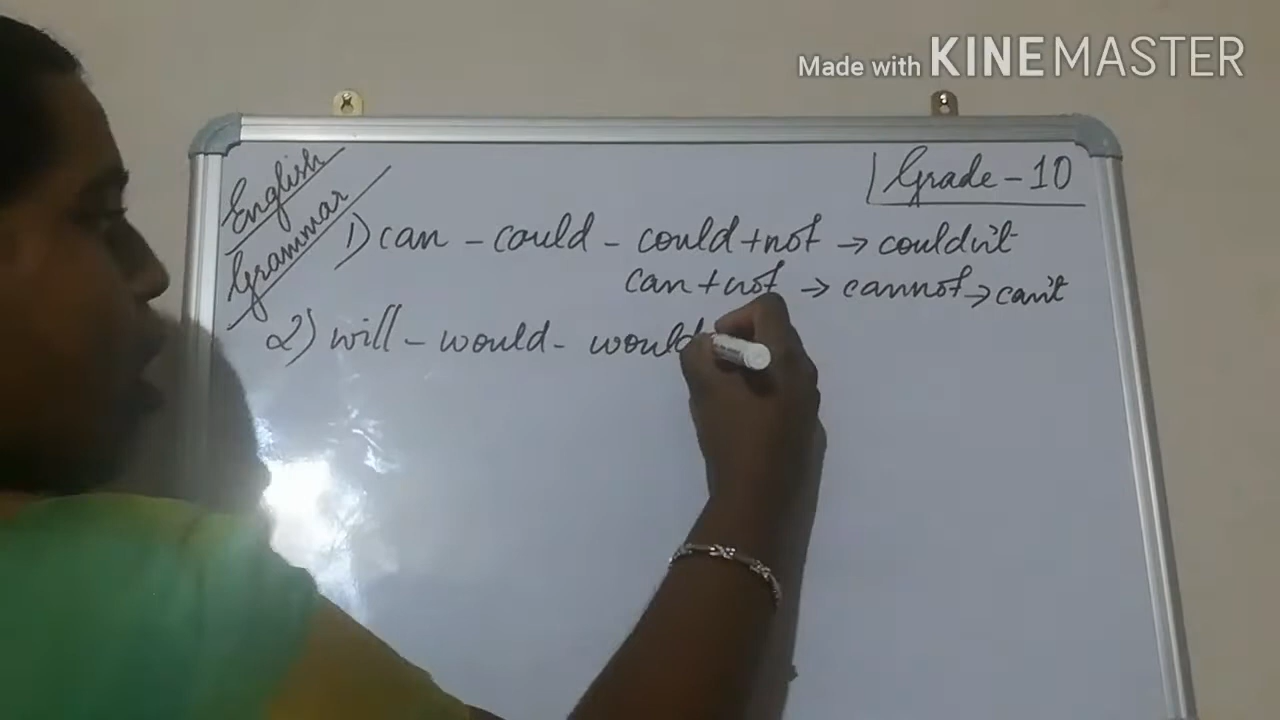 Made with KINEMASTER
English
Grammar
Grade - 10
1) can - could - could + not → couldn't
can + not → cannot → can't
2) will - would - would